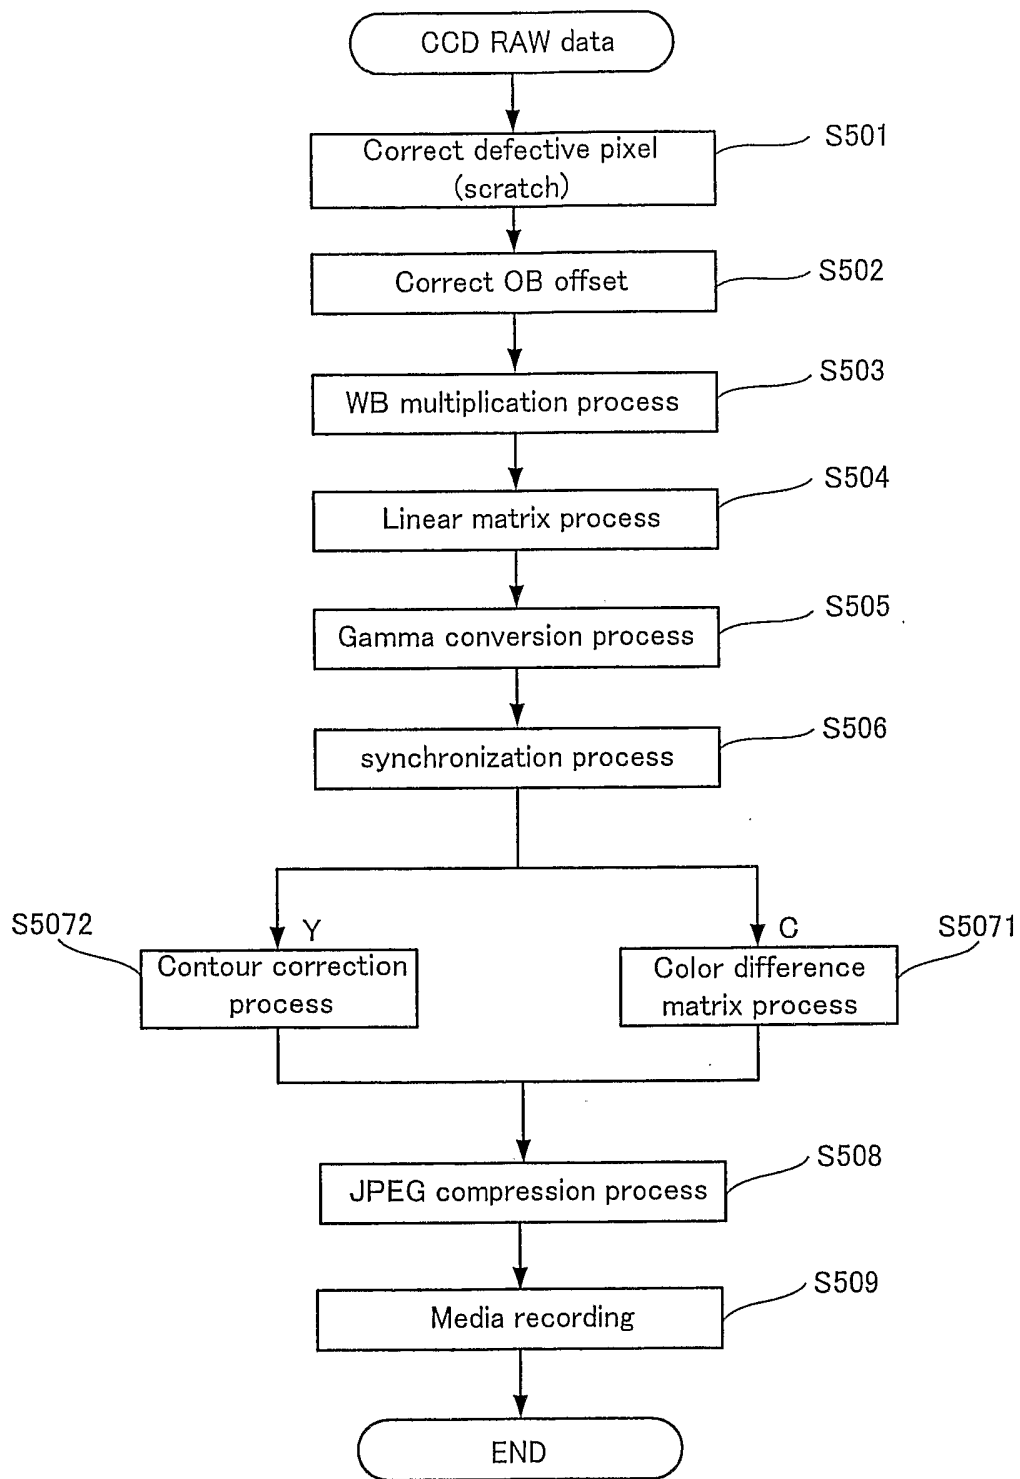 CCD RAW data
S501
Correct defective pixel
(scratch)
S502
Correct OB offset
S503
WB multiplication process
S504
Linear matrix process
S505
Gamma conversion process
S506
synchronization process
S5072
Y
C
S5071
Contour correction
process
Color difference
matrix process
S508
JPEG compression process
S509
Media recording
END